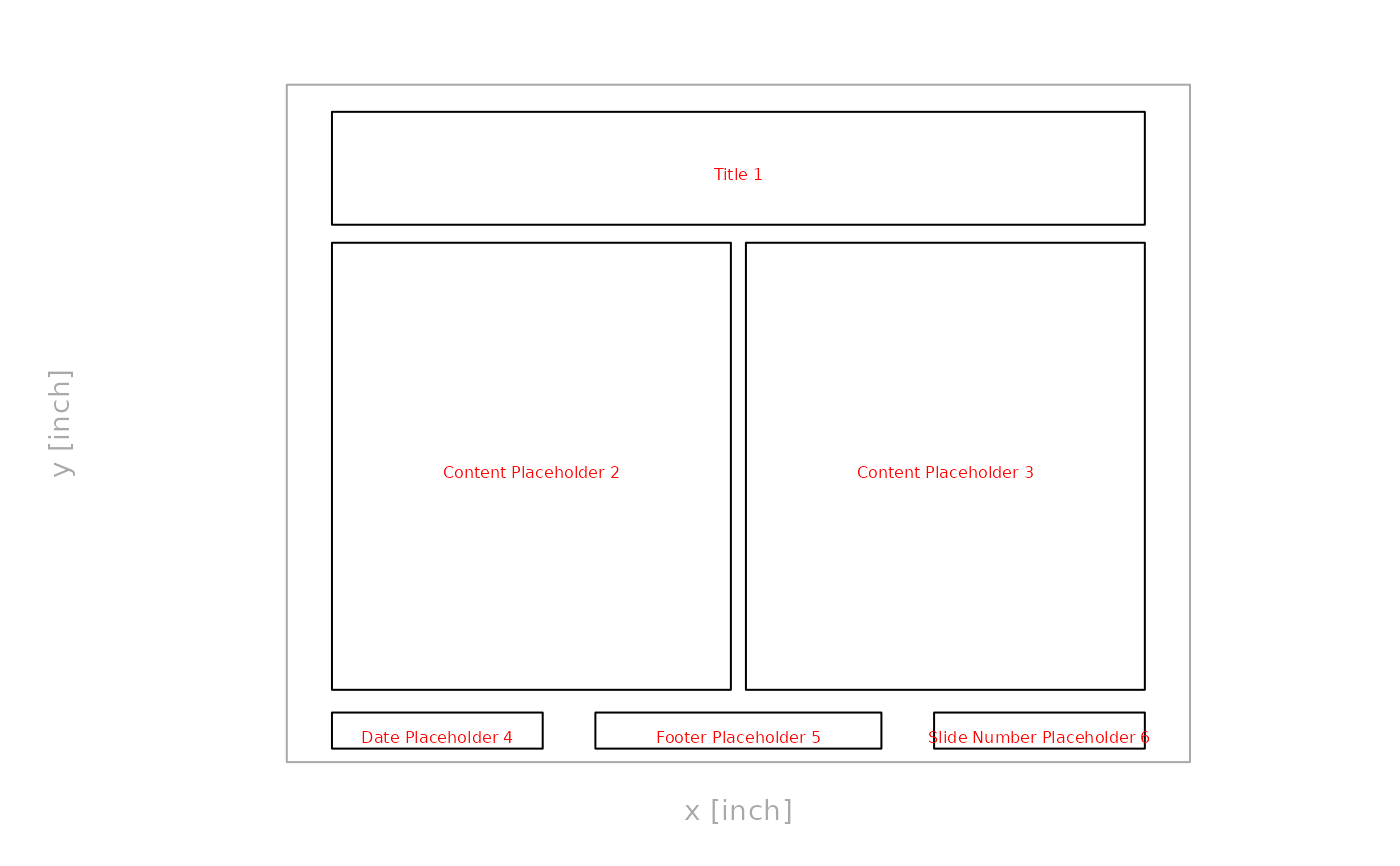 Title 1
y [inch]
Content Placeholder 2
Content Placeholder 3
Date Placeholder 4
Footer Placeholder 5
Slide Number Placeholder 6
x [inch]